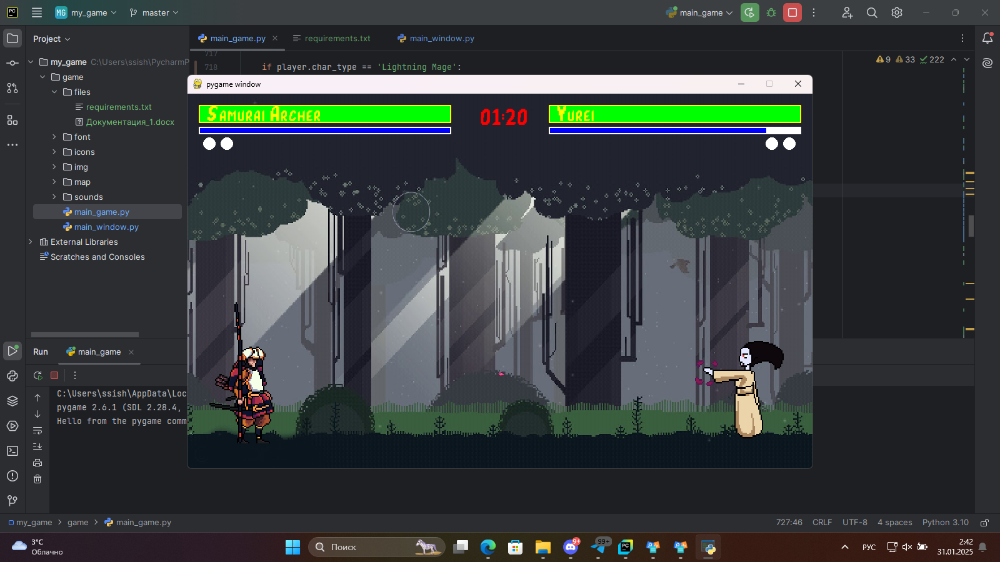 PC
MG my_game
master
main_game
Project
main_game.py
requirements.txt
main_window.py
my_game C:\Users\ssish\PycharmP
game
files
requirements.txt
Документация_1.docx
font
icons
img
map
sounds
main_game.py
main_window.py
External Libraries
Scratches and Consoles
717
718 if player.char_type == 'Lightning Mage':
9 33 222
pygame window
Samurai Archer
01:20
Yurei
Run main_game
C:\Users\ssish\AppData\Loc
pygame 2.6.1 (SDL 2.28.4,
Hello from the pygame comm
my_game > game > main_game.py
727:46 CRLF UTF-8 4 spaces Python 3.10
3°C
Облачно
Поиск
9+
99+
PC
РУС
2:42
31.01.2025